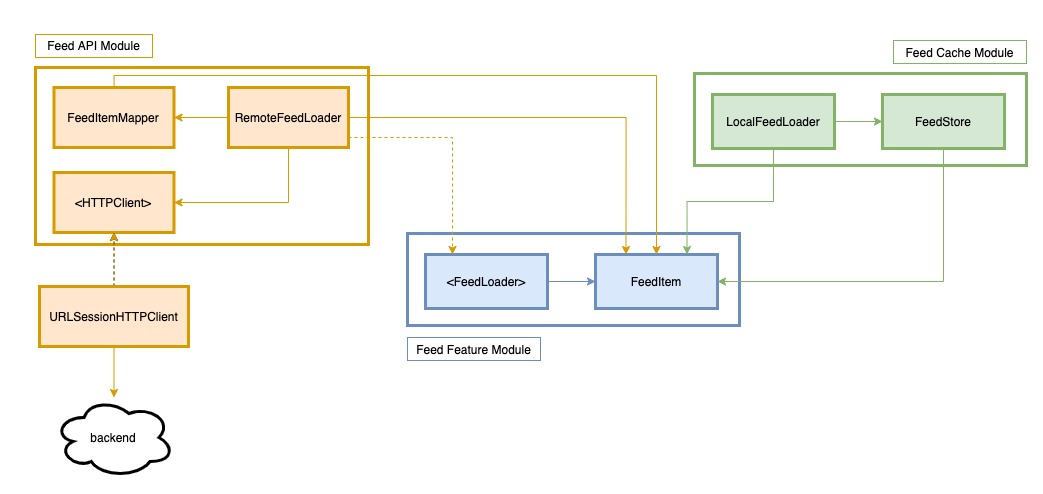 Feed API Module
Feed Cache Module
FeedItemMapper
RemoteFeedLoader
LocalFeedLoader
FeedStore
<HTTPClient>
<FeedLoader>
FeedItem
URLSessionHTTPClient
Feed Feature Module
backend